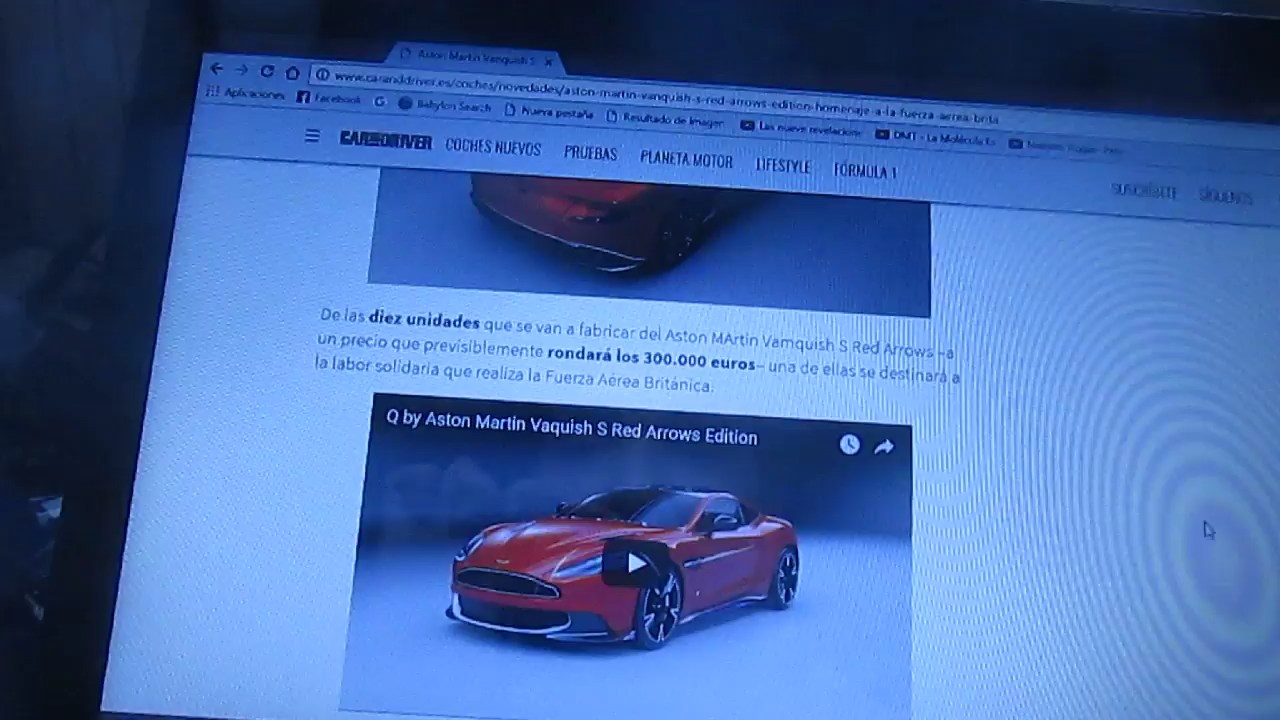 Aston Martin Vanquish S
www.caranddriver.es/coches/novedades/aston-martin-vanquish-s-red-arrows-edition-homenaje-a-la-fuerza-aerea-brita
Aplicaciones Facebook Babylon Search Nueva pestaña Resultado de imagen Las nueve revelacione DMT - La Molécula Es
CAR AND DRIVER COCHES NUEVOS PRUEBAS PLANETA MOTOR LIFESTYLE FÓRMULA 1 SUSCRÍBETE SÍGUENOS
De las diez unidades que se van a fabricar del Aston MArtin Vamquish S Red Arrows –a
un precio que previsiblemente rondará los 300.000 euros– una de ellas se destinará a
la labor solidaria que realiza la Fuerza Aérea Británica.
Q by Aston Martin Vaquish S Red Arrows Edition